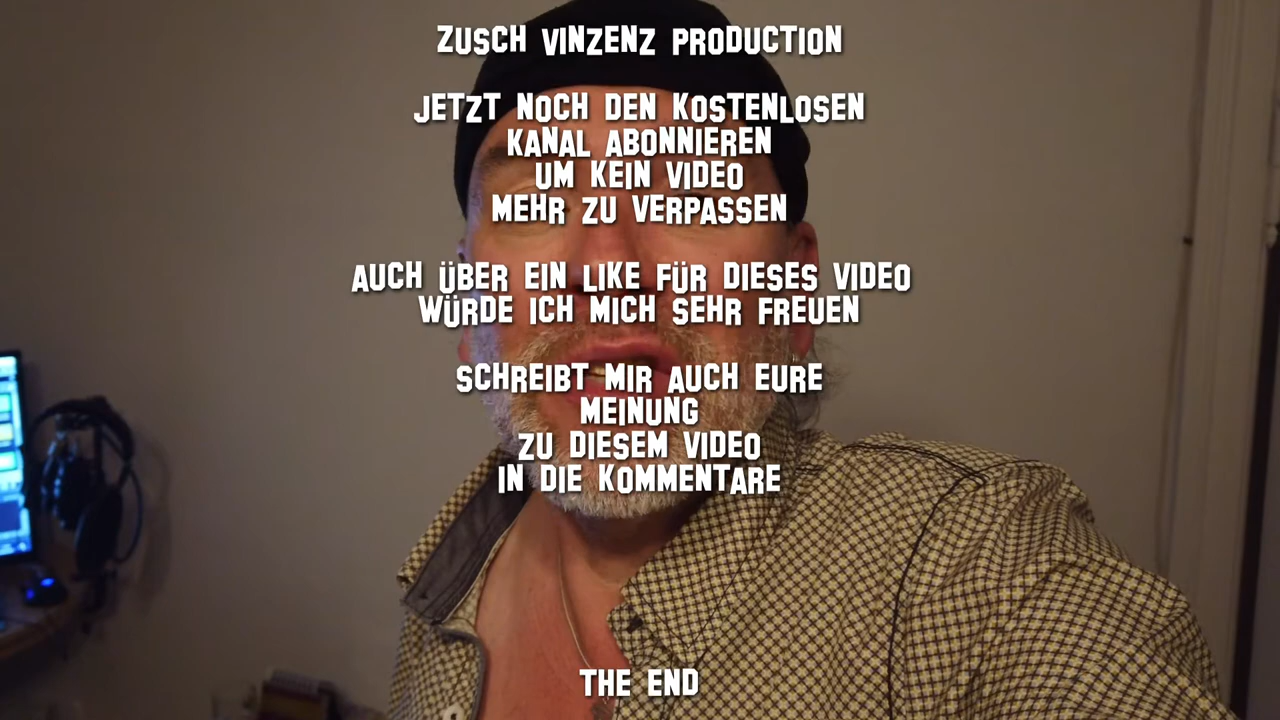 ZUSCH VINZENZ PRODUCTION
JETZT NOCH DEN KOSTENLOSEN
KANAL ABONNIEREN
UM KEIN VIDEO
MEHR ZU VERPASSEN
AUCH ÜBER EIN LIKE FÜR DIESES VIDEO
WÜRDE ICH MICH SEHR FREUEN
SCHREIBT MIR AUCH EURE
MEINUNG
ZU DIESEM VIDEO
IN DIE KOMMENTARE
THE END